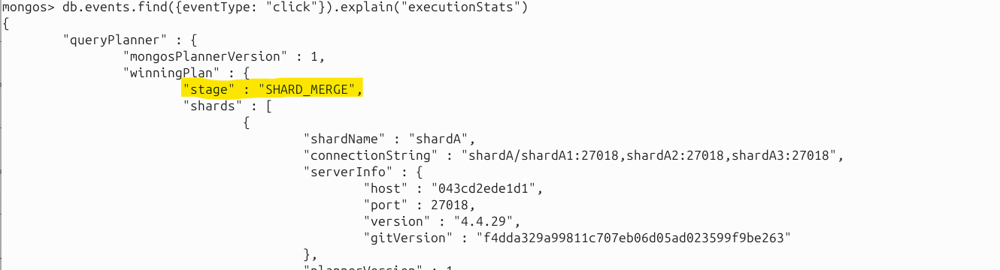 mongos> db.events.find({eventType: "click"}).explain("executionStats")
{
"queryPlanner" : {
"mongosPlannerVersion" : 1,
"winningPlan" : {
"stage" : "SHARD_MERGE",
"shards" : [
{
"shardName" : "shardA",
"connectionString" : "shardA/shardA1:27018,shardA2:27018,shardA3:27018",
"serverInfo" : {
"host" : "043cd2ede1d1",
"port" : 27018,
"version" : "4.4.29",
"gitVersion" : "f4dda329a99811c707eb06d05ad023599f9be263"
},
"plannerVersion" : 1